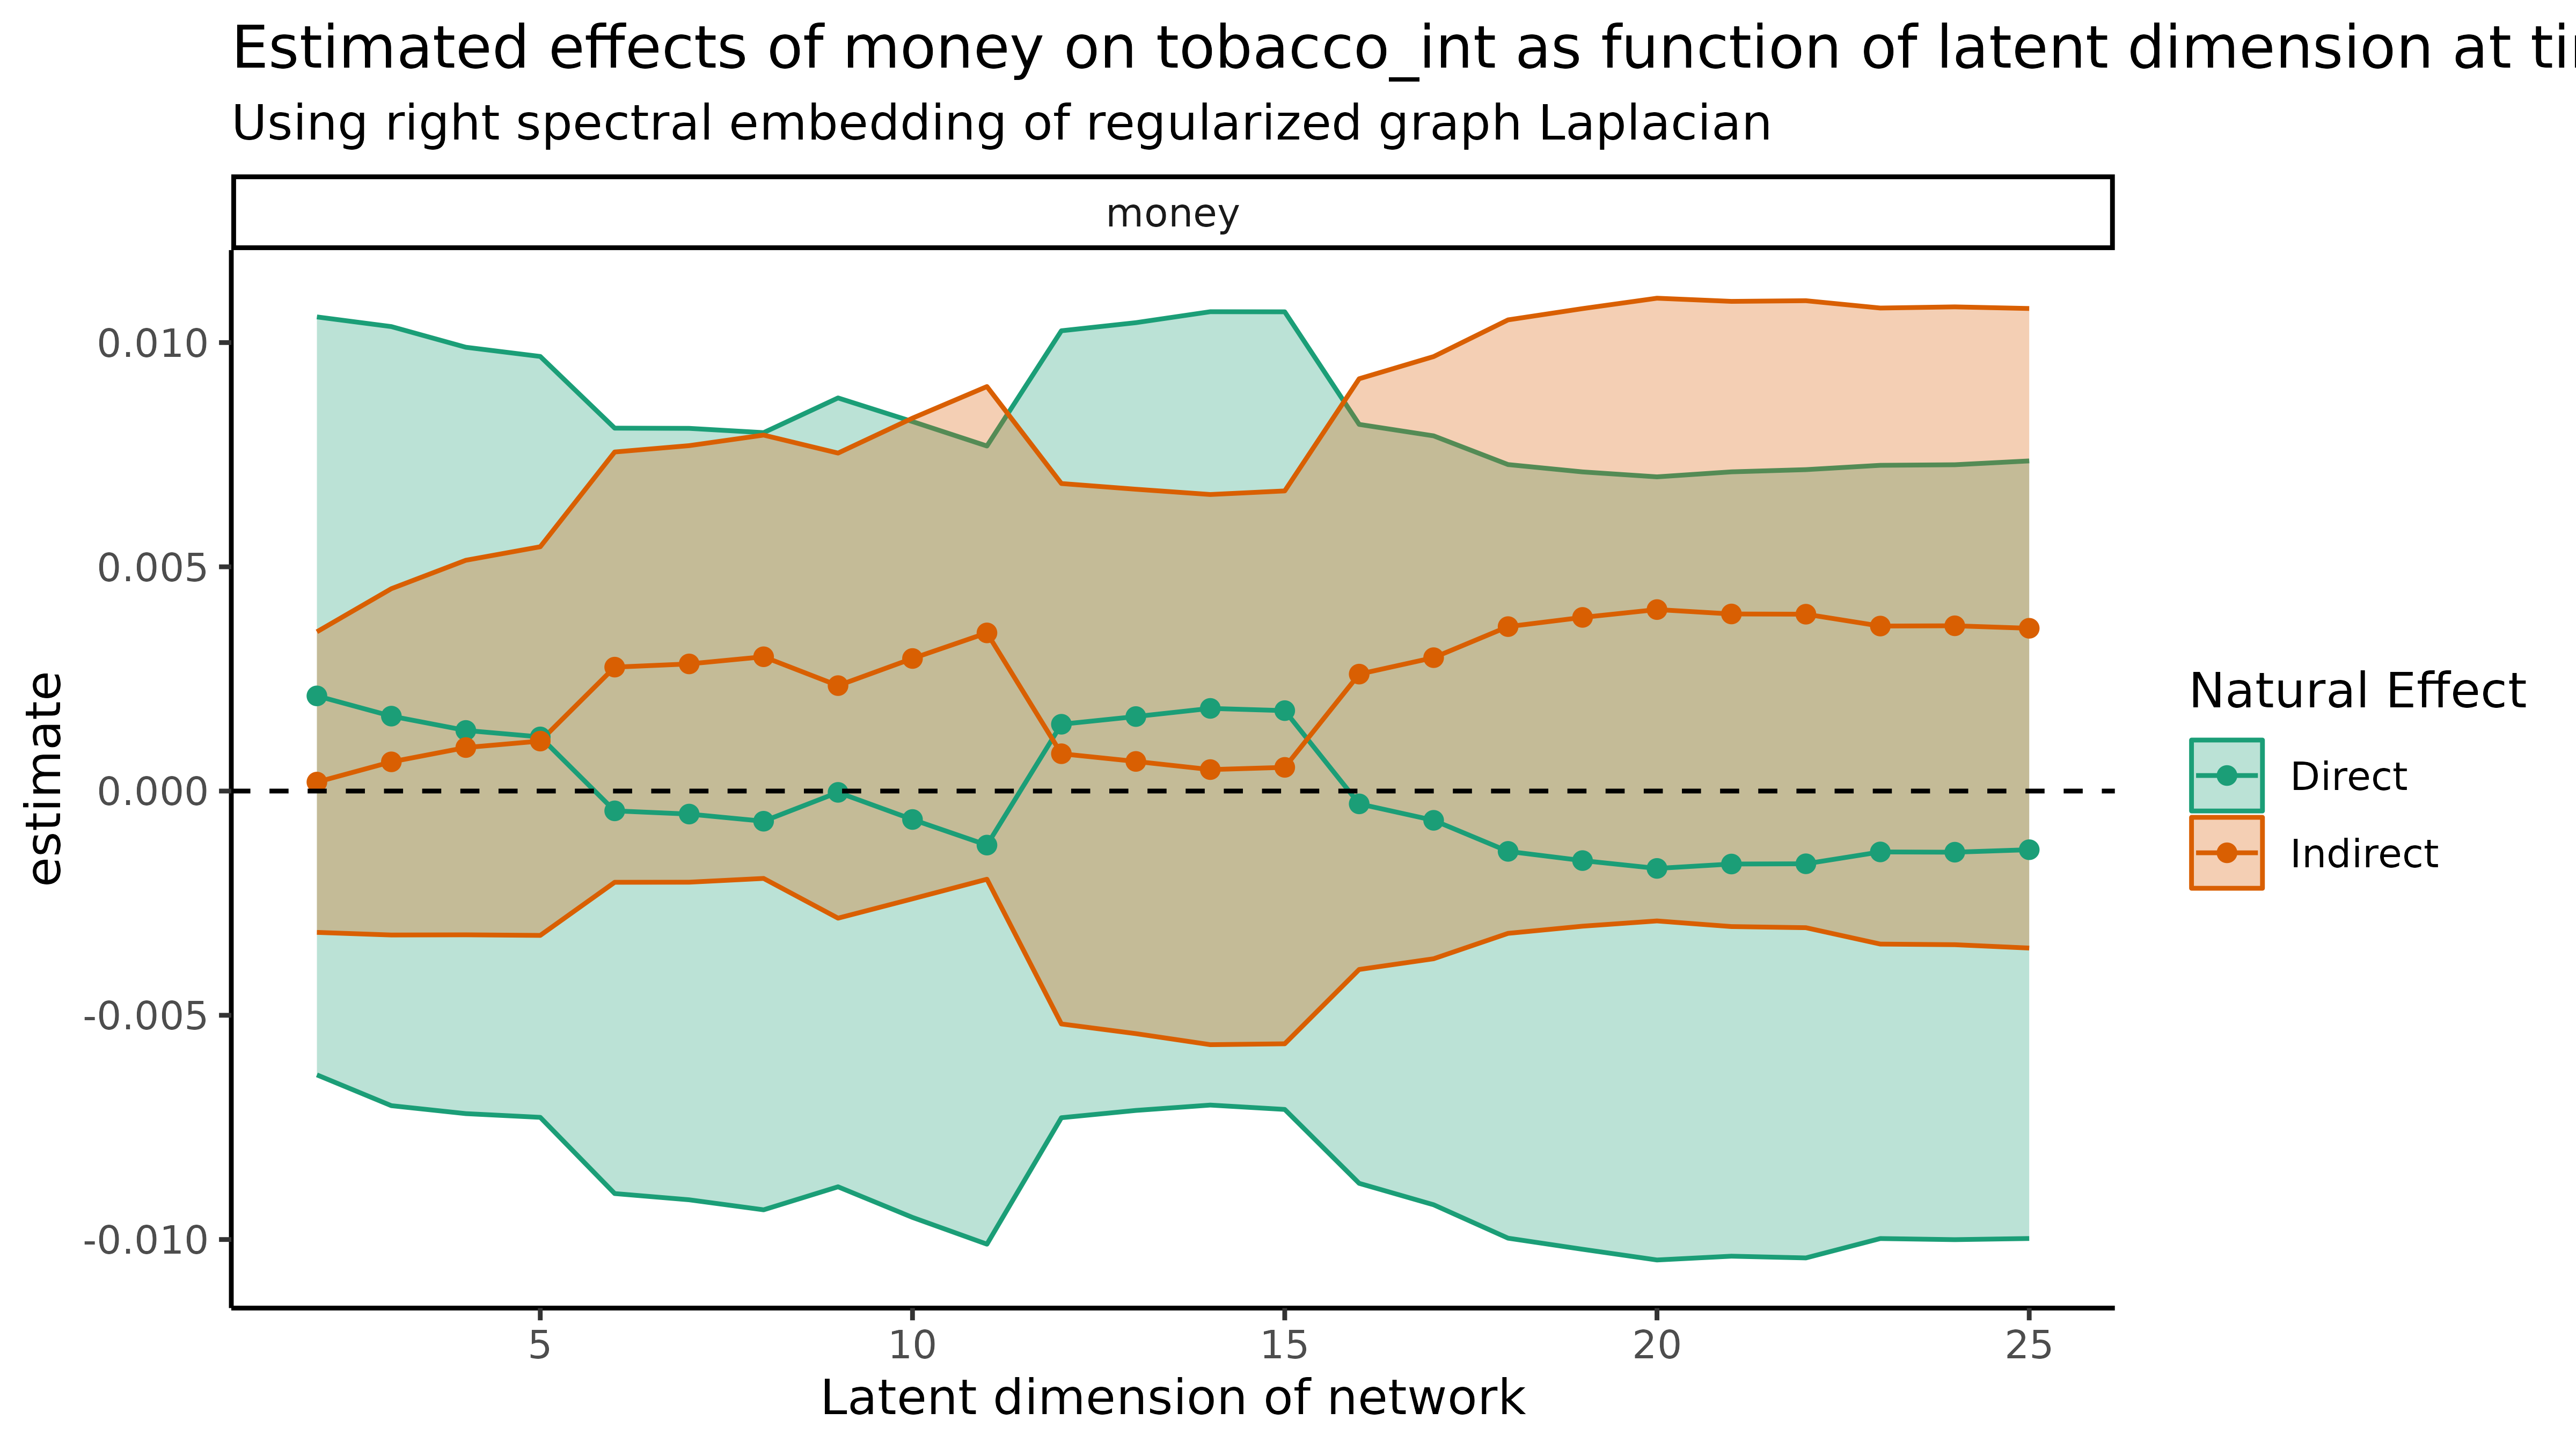 Estimated effects of money on tobacco_int as function of latent dimension at
Using right spectral embedding of regularized graph Laplacian
money
0.010
0.005
0.000
-0.005
-0.010
estimate
5 10 15 20 25
Latent dimension of network
Natural Effect
Direct
Indirect